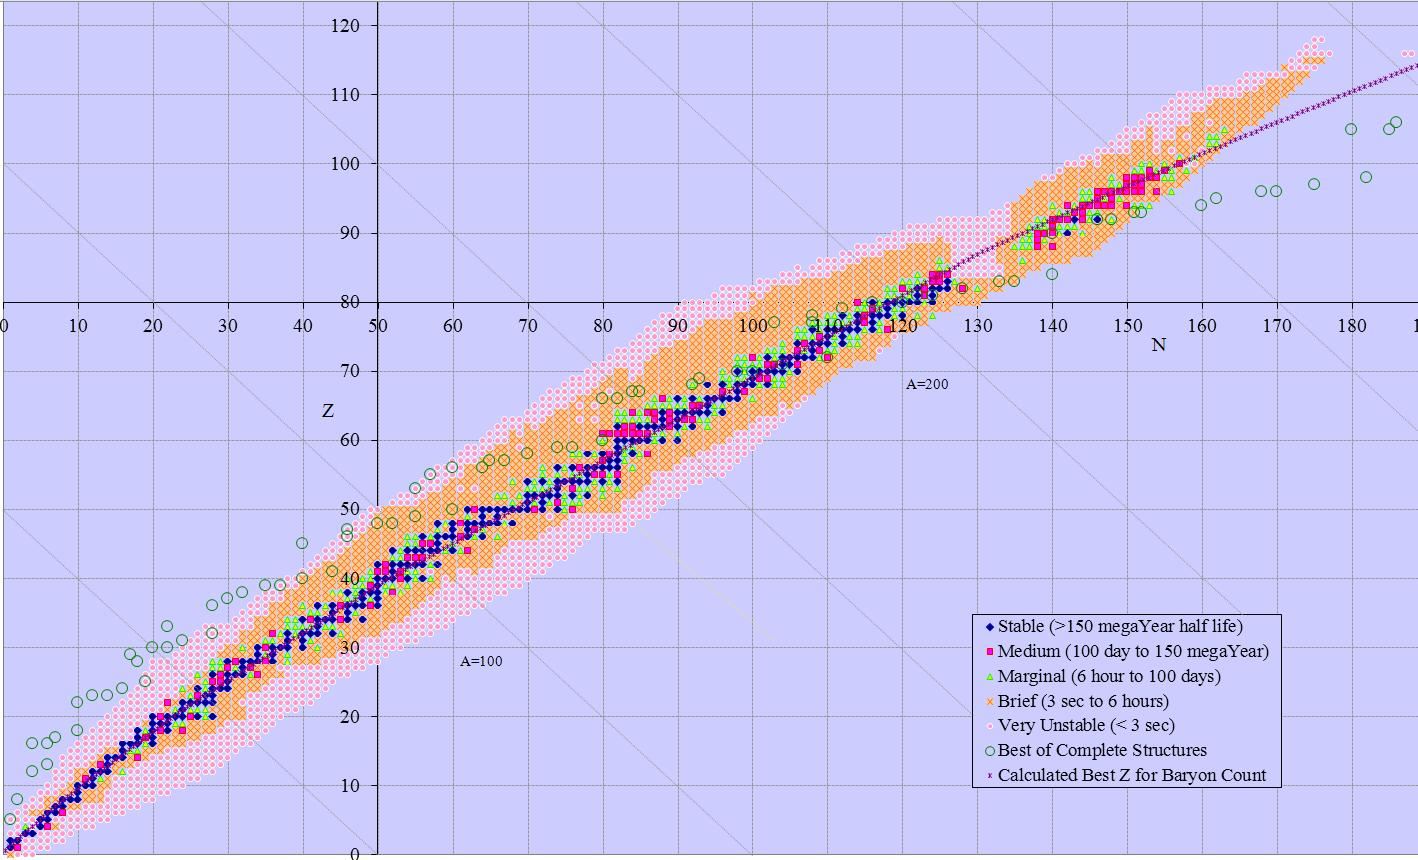 120
110
100
90
80
0 10 20 30 40 50 60 70 80 90 100 110 120 130 140 150 160 170 180 1
N
70
A=200
Z
60
50
40
30
A=100
20
10
0
Stable (>150 megaYear half life)
Medium (100 day to 150 megaYear)
Marginal (6 hour to 100 days)
Brief (3 sec to 6 hours)
Very Unstable (< 3 sec)
Best of Complete Structures
Calculated Best Z for Baryon Count